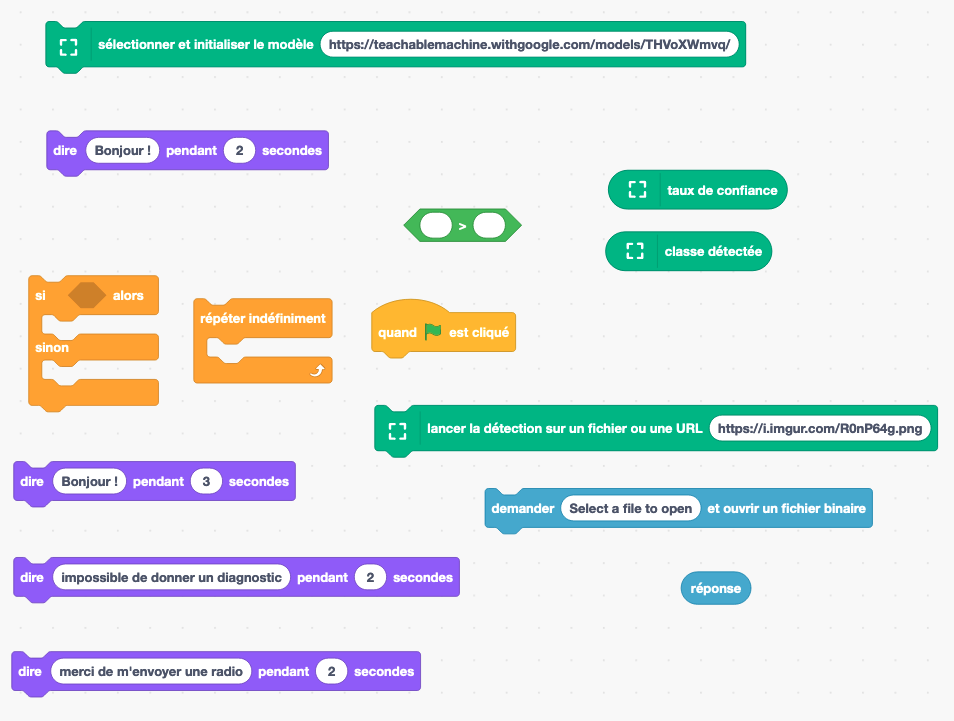 sélectionner et initialiser le modèle https://teachablemachine.withgoogle.com/models/THVoXWmvq/
dire Bonjour ! pendant 2 secondes
taux de confiance
>
classe détectée
si alors
sinon
répéter indéfiniment
quand est cliqué
lancer la détection sur un fichier ou une URL https://i.imgur.com/R0nP64g.png
dire Bonjour ! pendant 3 secondes
demander Select a file to open et ouvrir un fichier binaire
dire impossible de donner un diagnostic pendant 2 secondes
réponse
dire merci de m'envoyer une radio pendant 2 secondes